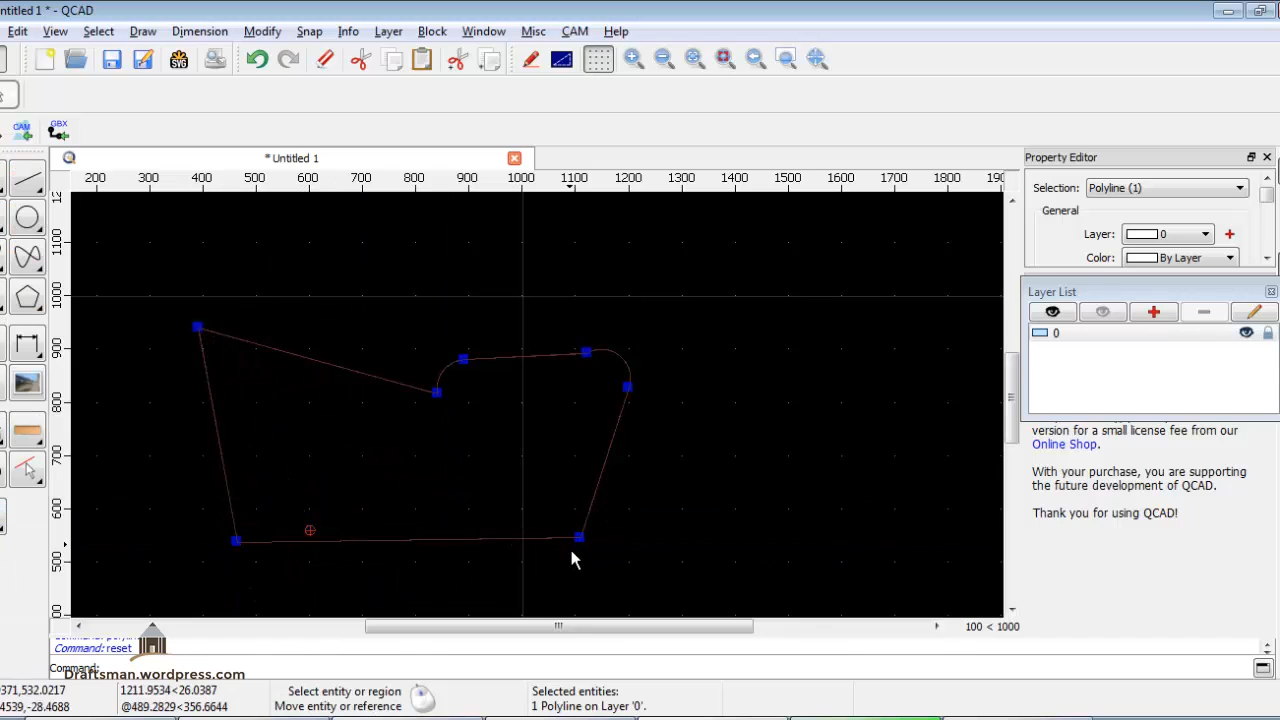 ntitled 1 * - QCAD
Edit View Select Draw Dimension Modify Snap Info Layer Block Window Misc CAM Help
SVG
CAM GBX
* Untitled 1
200 300 400 500 600 700 800 900 1000 1100 1200 1300 1400 1500 1600 1700 1800 190
1100
1000
900
800
700
600
500
100 < 1000
Property Editor
Selection: Polyline (1)
General
Layer: 0
Color: By Layer
Layer List
0
version for a small license fee from our
Online Shop.
With your purchase, you are supporting
the future development of QCAD.
Thank you for using QCAD!
Command: reset
Command:
Draftsman.wordpress.com
9371,532.0217
4539,-28.4688
1211.9534<26.0387
@489.2829<356.6644
Select entity or region
Move entity or reference
Selected entities:
1 Polyline on Layer '0'.